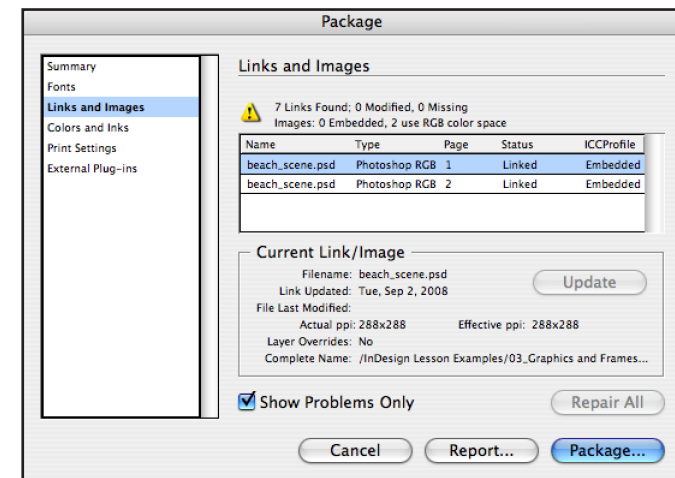 Package
Summary
Fonts
Links and Images
Colors and Inks
Print Settings
External Plug-ins
Links and Images
7 Links Found; 0 Modified, 0 Missing
Images: 0 Embedded, 2 use RGB color space
Name Type Page Status ICCProfile
beach_scene.psd Photoshop RGB 1 Linked Embedded
beach_scene.psd Photoshop RGB 2 Linked Embedded
Current Link/Image
Filename: beach_scene.psd
Update
Link Updated: Tue, Sep 2, 2008
File Last Modified:
Actual ppi: 288x288 Effective ppi: 288x288
Layer Overrides: No
Complete Name: /InDesign Lesson Examples/03_Graphics and Frames...
Show Problems Only Repair All
Cancel Report... Package...